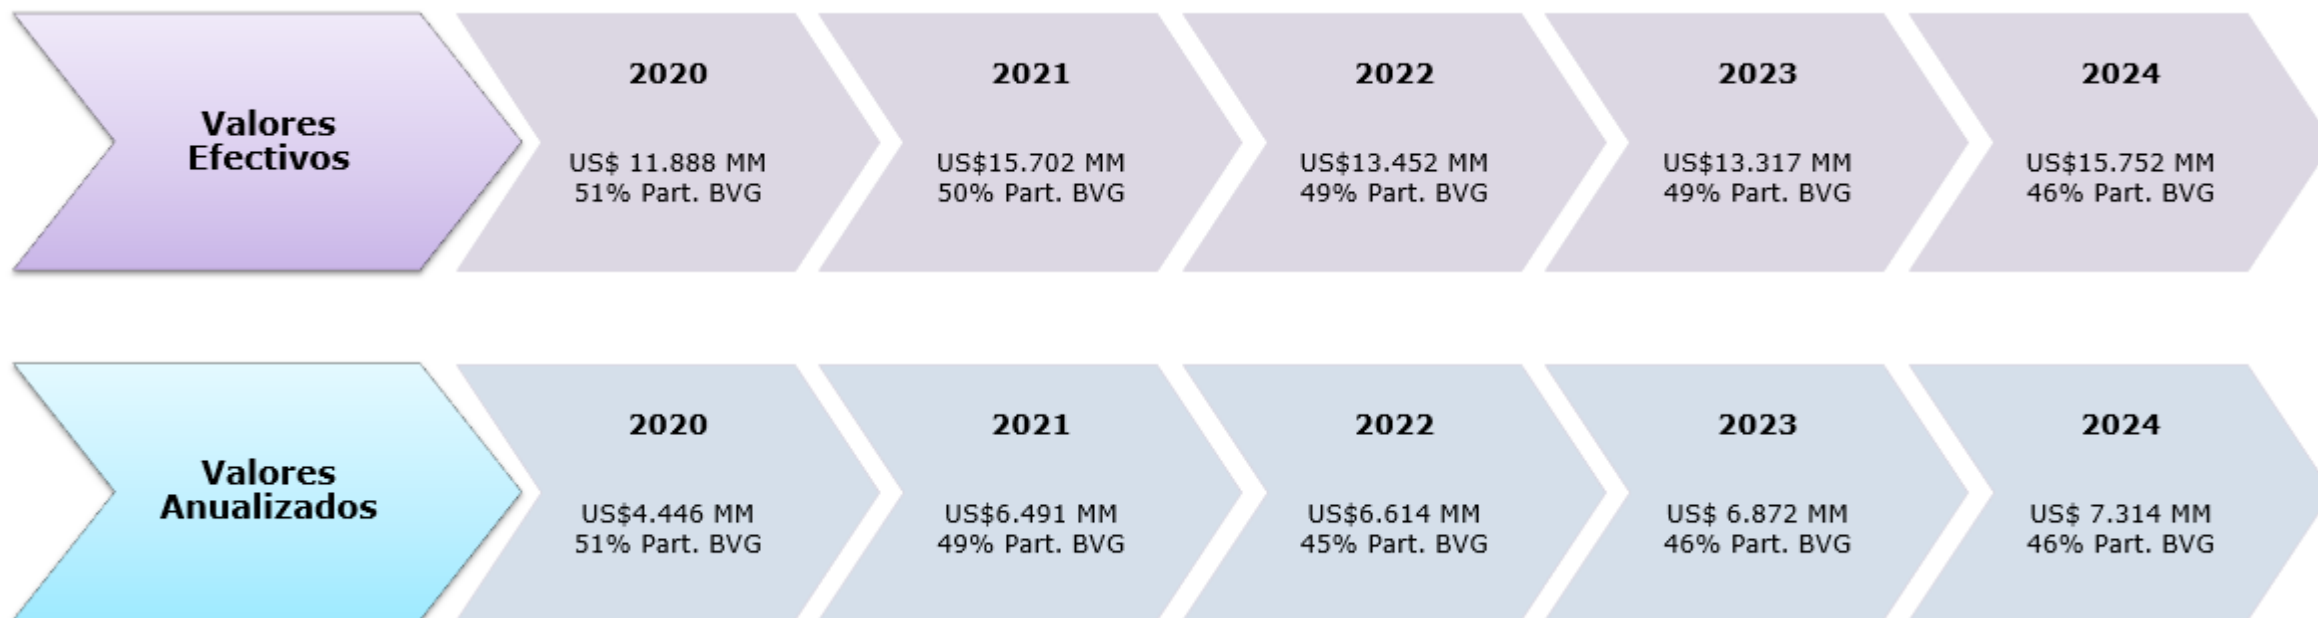 Valores
Efectivos
2020
US$ 11.888 MM
51% Part. BVG
2021
US$15.702 MM
50% Part. BVG
2022
US$13.452 MM
49% Part. BVG
2023
US$13.317 MM
49% Part. BVG
2024
US$15.752 MM
46% Part. BVG
Valores
Anualizados
2020
US$4.446 MM
51% Part. BVG
2021
US$6.491 MM
49% Part. BVG
2022
US$6.614 MM
45% Part. BVG
2023
US$ 6.872 MM
46% Part. BVG
2024
US$ 7.314 MM
46% Part. BVG